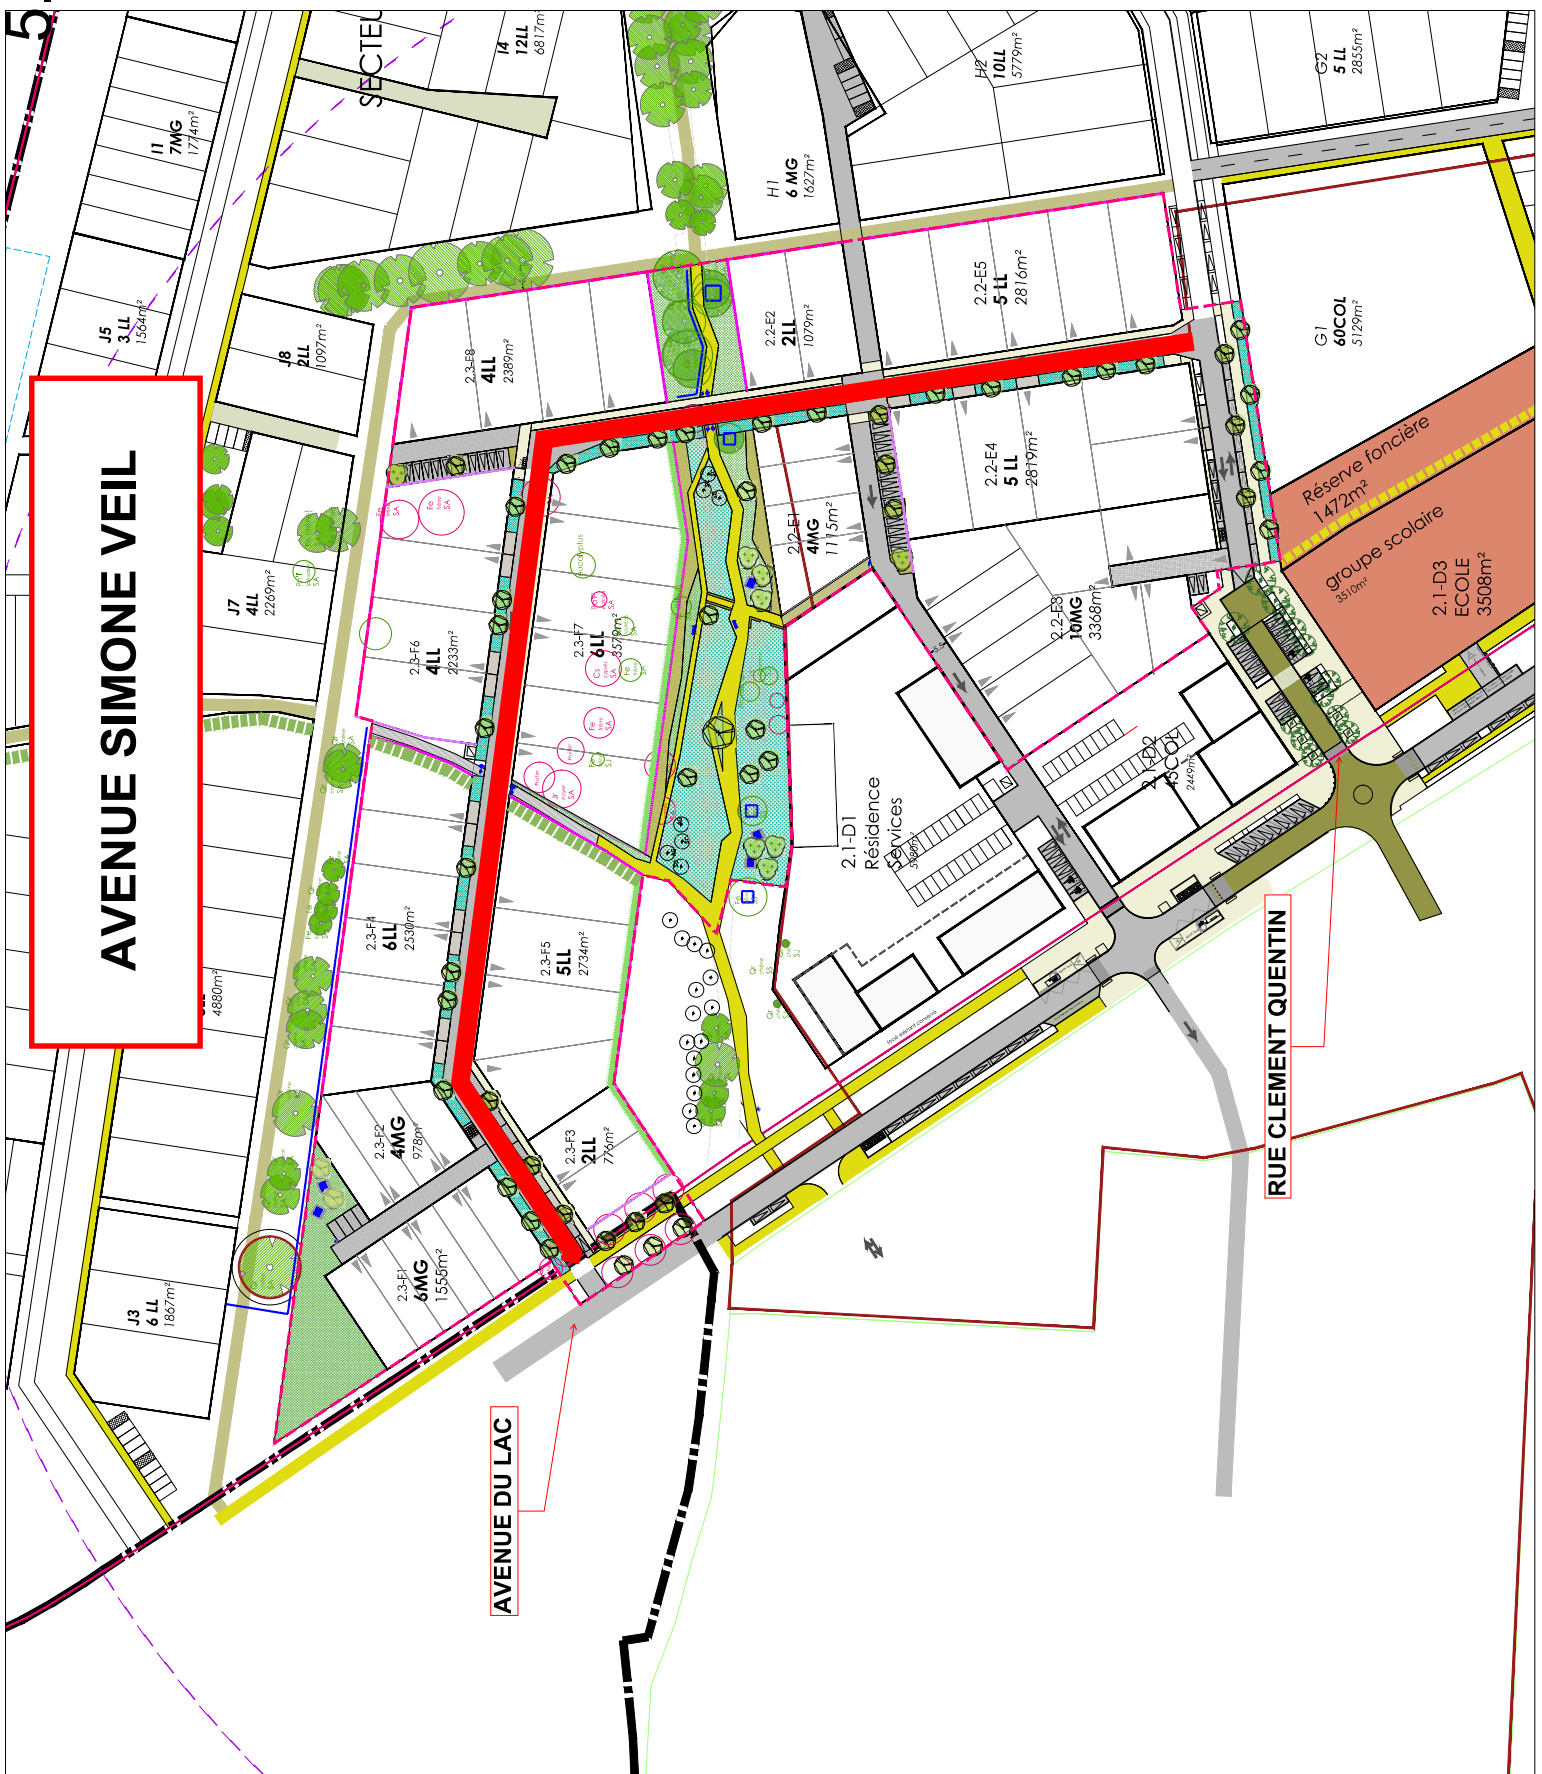 AVENUE SIMONE VEIL
AVENUE DU LAC
RUE CLEMENT QUENTIN
SECTEU
I1
7MG
1774m²
I4
12LL
6817m²
J5
3 LL
1564m²
J8
2LL
1097m²
J7
4LL
2269m²
4880m²
J3
6 LL
1867m²
H1
6 MG
1627m²
H2
10LL
5779m²
G2
5 LL
2855m²
G1
60COL
5129m²
2.3-F8
4LL
2389m²
2.3-F6
4LL
2233m²
2.3-F7
6LL
3579m²
2.3-F4
6LL
2530m²
2.3-F5
5LL
2734m²
2.3-F2
4MG
978m²
2.3-F3
2LL
776m²
2.3-F1
6MG
1555m²
2.2-E2
2LL
1079m²
2.2-E5
5 LL
2816m²
2.2-E4
5 LL
2819m²
2.2-E1
4MG
1115m²
2.2-E3
10MG
3368m²
2.1-D1
Résidence
Services
2.1-D2
45COL
2449m²
Réserve foncière
1472m²
groupe scolaire
3510m²
2.1-D3
ECOLE
3508m²
eucalyptus